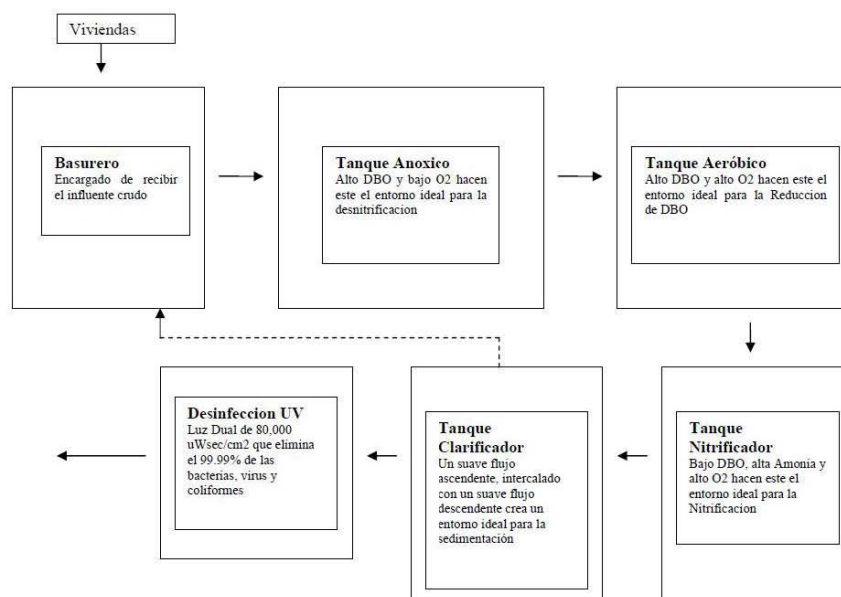 Viviendas
Basurero
Encargado de recibir
el influente crudo
Tanque Anoxico
Alto DBO y bajo O2 hacen
este el entorno ideal para la
desnitrificacion
Tanque Aeróbico
Alto DBO y alto O2 hacen este el
entorno ideal para la Reduccion
de DBO
Desinfeccion UV
Luz Dual de 80,000
uWsec/cm2 que elimina
el 99.99% de las
bacterias, virus y
coliformes
Tanque
Clarificador
Un suave flujo
ascendente, intercalado
con un suave flujo
descendente crea un
entorno ideal para la
sedimentación
Tanque
Nitrificador
Bajo DBO, alta Amonia y
alto O2 hacen este el
entorno ideal para la
Nitrificacion